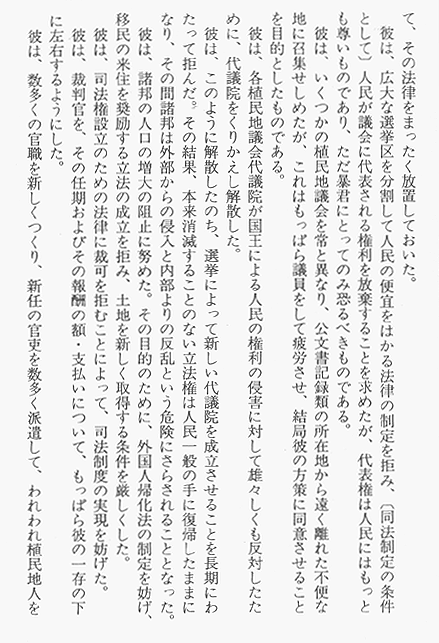 て、その法律をまったく放置しておいた。
彼は、広大な選挙区を分割して人民の便宜をはかる法律の制定を拒み、〔同法制定の条件
として〕人民が議会に代表される権利を放棄することを求めたが、代表権は人民にはもっと
も尊いものであり、ただ暴君にとってのみ恐るべきものである。
彼は、いくつかの植民地議会を常と異なり、公文書記録類の所在地から遠く離れた不便な
地に召集せしめたが、これはもっぱら議員をして疲労させ、結局彼の方策に同意させること
を目的としたものである。
彼は、各植民地議会代議院が国王による人民の権利の侵害に対して雄々しくも反対したた
めに、代議院をくりかえし解散した。
彼は、このように解散したのち、選挙によって新しい代議院を成立させることを長期にわ
たって拒んだ。その結果、本来消滅することのない立法権は人民一般の手に復帰したままに
なり、その間諸邦は外部からの侵入と内部よりの反乱という危険にさらされることとなった。
彼は、諸邦の人口の増大の阻止に努めた。その目的のために、外国人帰化法の制定を妨げ、
移民の来住を奨励する立法の成立を拒み、土地を新しく取得する条件を厳しくした。
彼は、司法権設立のための法律に裁可を拒むことによって、司法制度の実現を妨げた。
彼は、裁判官を、その任期およびその報酬の額・支払いについて、もっぱら彼の一存の下
に左右するようにした。
彼は、数多くの官職を新しくつくり、新任の官吏を数多く派遣して、われわれ植民地人を